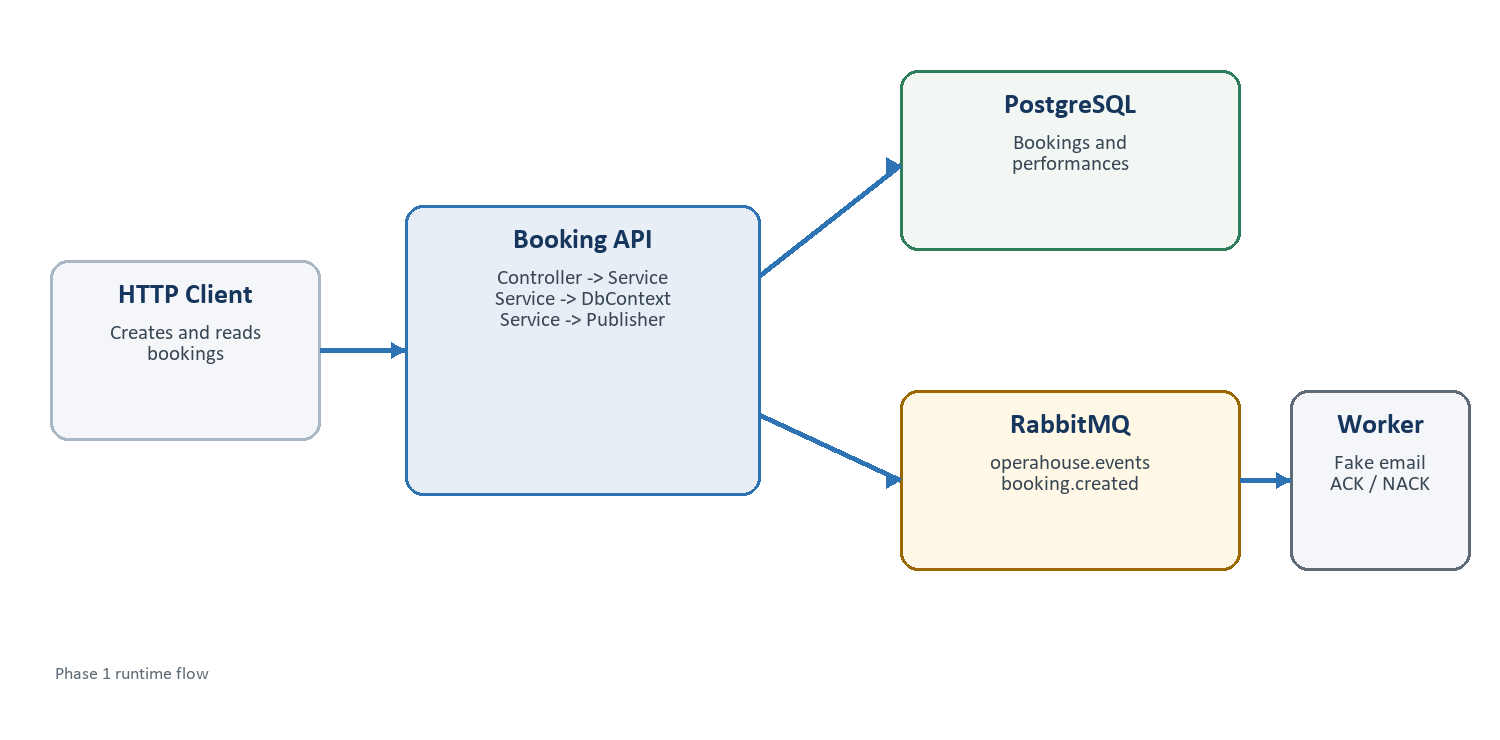 HTTP Client
Creates and reads
bookings
Booking API
Controller -> Service
Service -> DbContext
Service -> Publisher
PostgreSQL
Bookings and
performances
RabbitMQ
operahouse.events
booking.created
Worker
Fake email
ACK / NACK
Phase 1 runtime flow